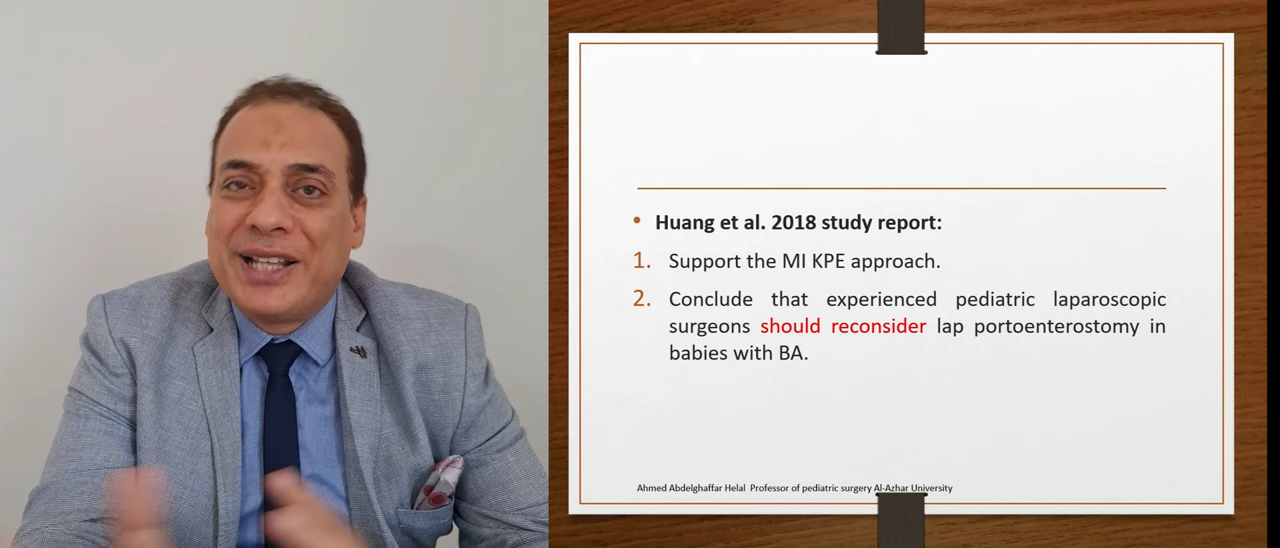 • Huang et al. 2018 study report:
1. Support the MI KPE approach.
2. Conclude that experienced pediatric laparoscopic
surgeons should reconsider lap portoenterostomy in
babies with BA.
Ahmed Abdelghaffar Helal Professor of pediatric surgery Al-Azhar University